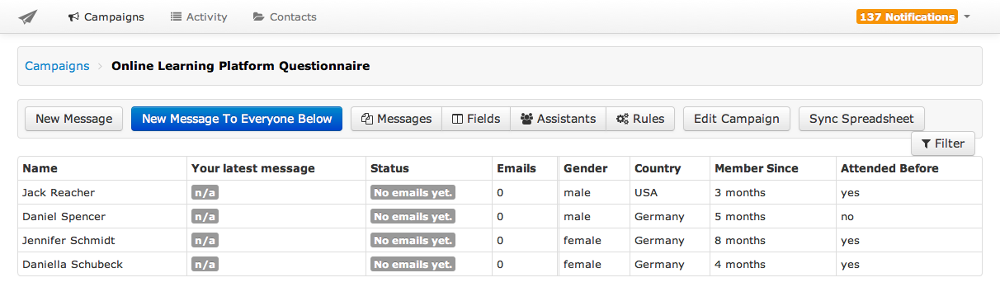 Campaigns Activity Contacts 137 Notifications
Campaigns > Online Learning Platform Questionnaire
New Message New Message To Everyone Below Messages Fields Assistants Rules Edit Campaign Sync Spreadsheet
Filter
Name Your latest message Status Emails Gender Country Member Since Attended Before
Jack Reacher n/a No emails yet. 0 male USA 3 months yes
Daniel Spencer n/a No emails yet. 0 male Germany 5 months no
Jennifer Schmidt n/a No emails yet. 0 female Germany 8 months yes
Daniella Schubeck n/a No emails yet. 0 female Germany 4 months yes